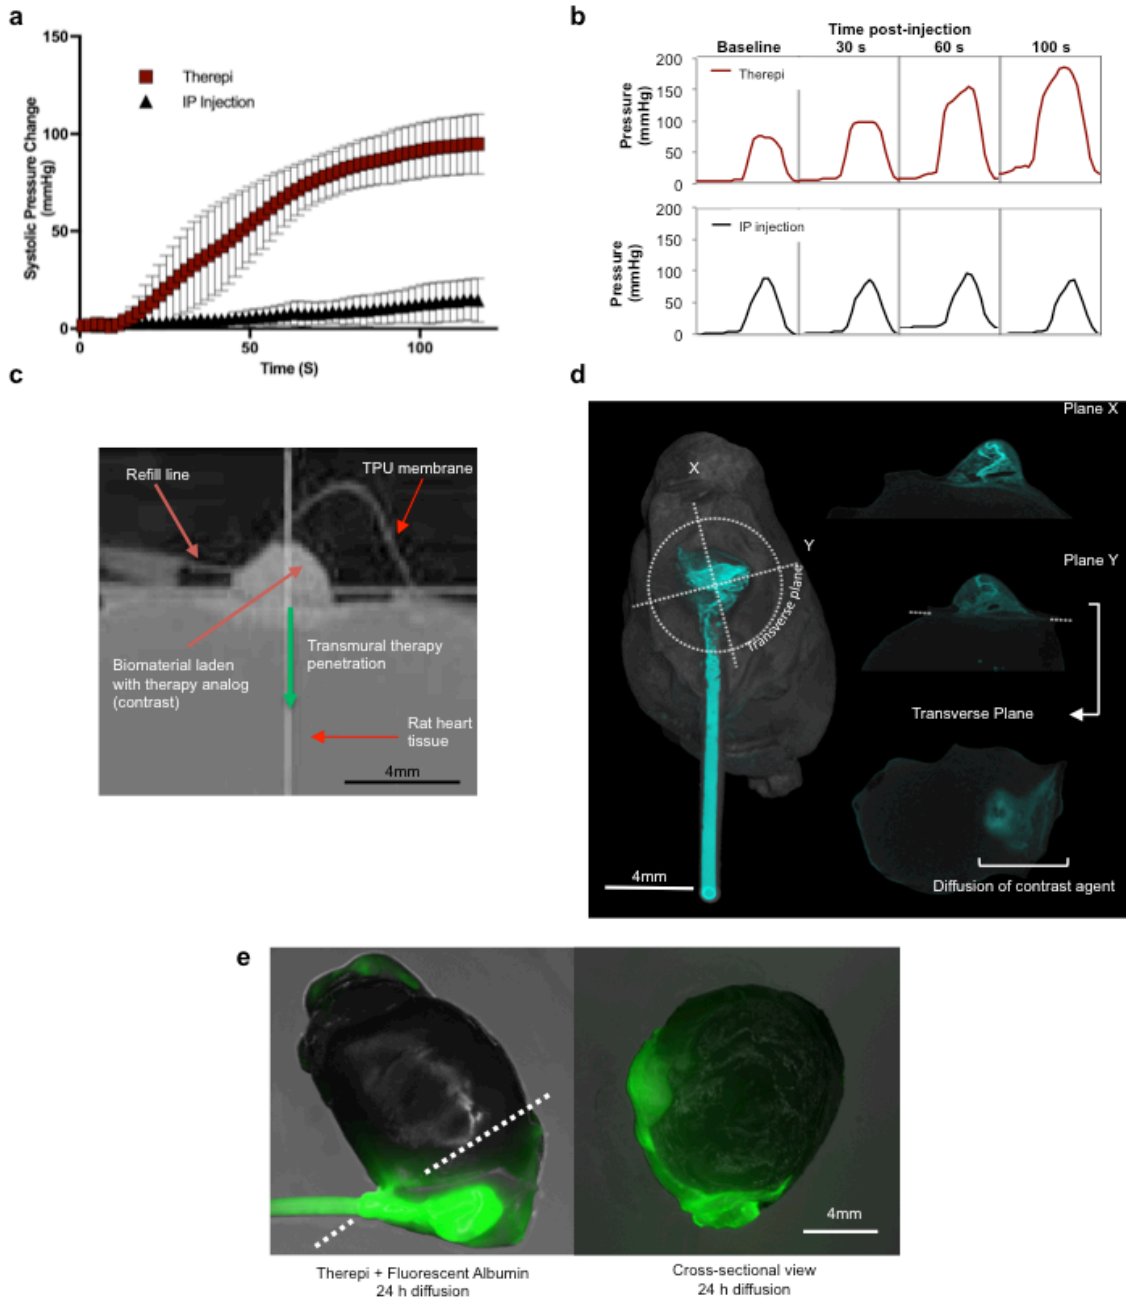 a
150
100
50
0
Systolic Pressure Change
(mmHg)
Therepi
IP Injection
0
50
100
Time (S)
b
Time post-injection
Baseline
30 s
60 s
100 s
Pressure
(mmHg)
200
150
100
50
0
Therepi
Pressure
(mmHg)
200
150
100
50
0
IP injection
c
Refill line
TPU membrane
Transmural therapy
penetration
Biomaterial laden
with therapy analog
(contrast)
Rat heart
tissue
4mm
d
Plane X
X
Y
Transverse plane
Plane Y
Transverse Plane
4mm
Diffusion of contrast agent
e
4mm
Therepi + Fluorescent Albumin
24 h diffusion
Cross-sectional view
24 h diffusion